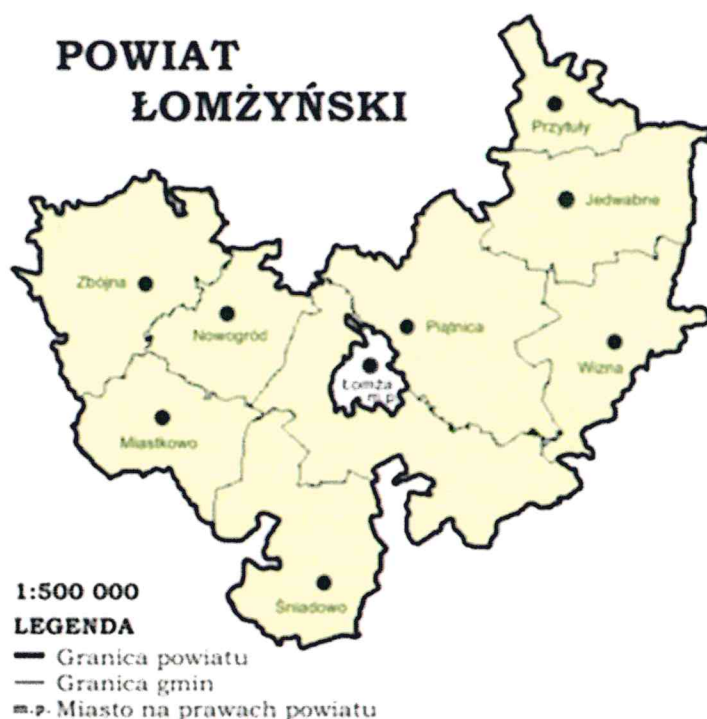 POWIAT
ŁOMŻYŃSKI
Przytuły
Jedwabne
Zbójna
Nowogród
Piątnica
Wizna
Łomża
m.p.
Miastkowo
Śniadowo
1:500 000
LEGENDA
Granica powiatu
Granica gmin
m.p. Miasto na prawach powiatu